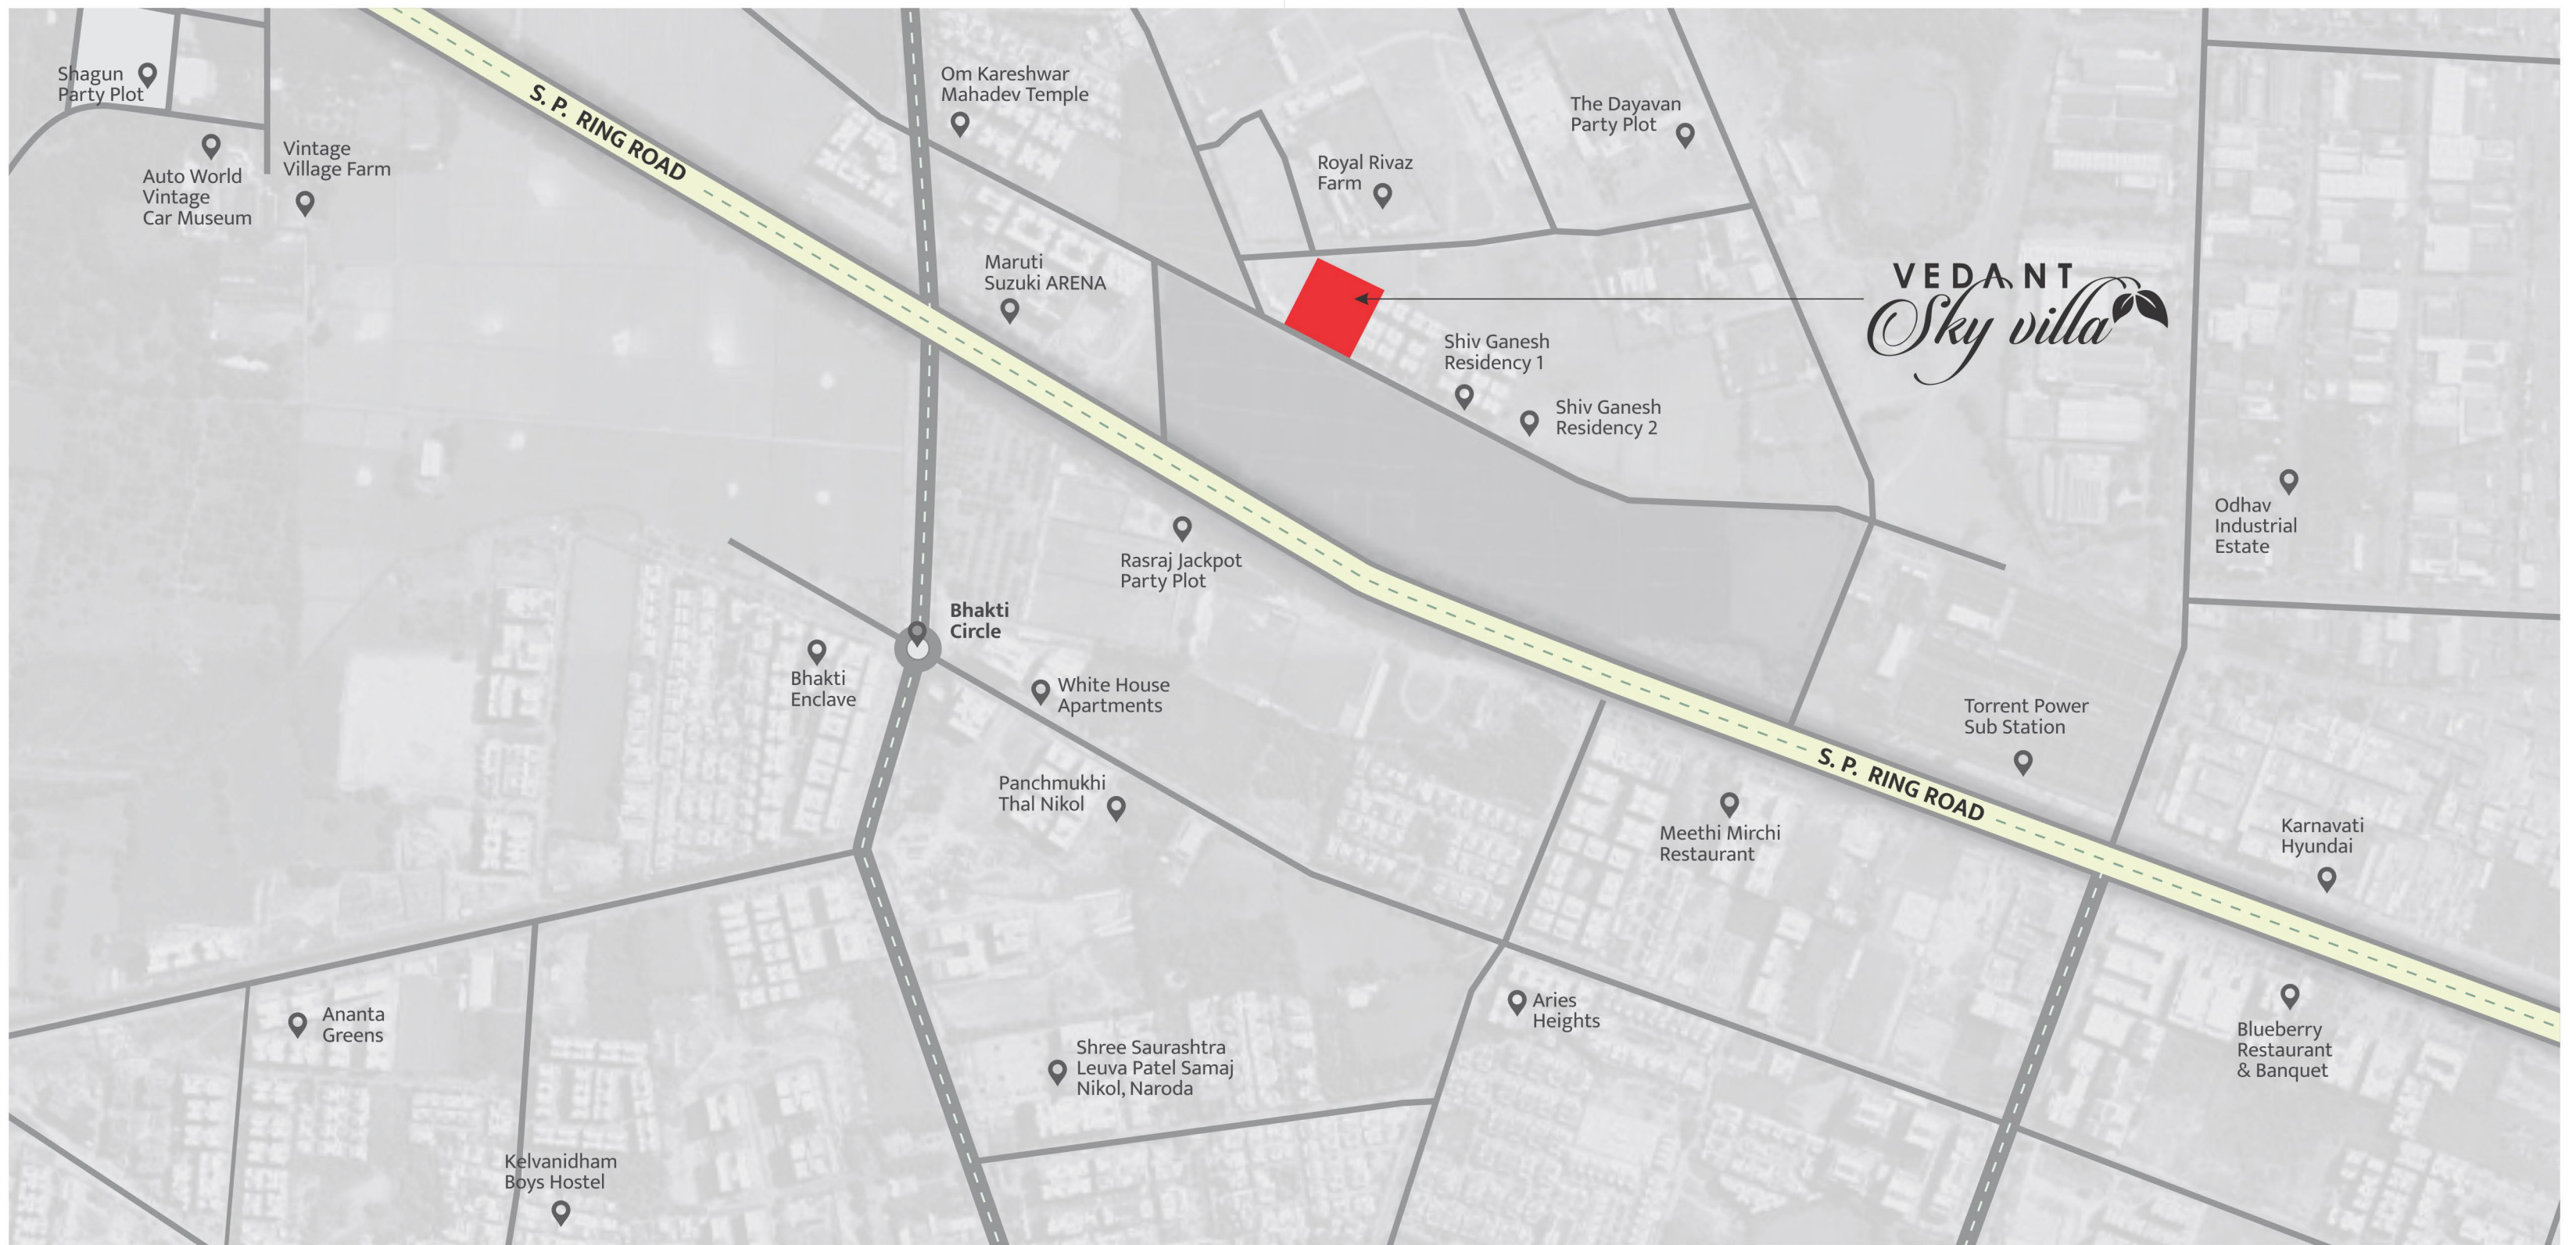 Shagun
Party Plot
Auto World
Vintage
Car Museum
Vintage
Village Farm
S. P. RING ROAD
Om Kareshwar
Mahadev Temple
Maruti
Suzuki ARENA
Royal Rivaz
Farm
The Dayavan
Party Plot
VEDANT
Sky villa
Shiv Ganesh
Residency 1
Shiv Ganesh
Residency 2
Odhav
Industrial
Estate
Rasraj Jackpot
Party Plot
Bhakti
Circle
Bhakti
Enclave
White House
Apartments
Panchmukhi
Thal Nikol
Torrent Power
Sub Station
S. P. RING ROAD
Meethi Mirchi
Restaurant
Karnavati
Hyundai
Ananta
Greens
Aries
Heights
Shree Saurashtra
Leuva Patel Samaj
Nikol, Naroda
Blueberry
Restaurant
& Banquet
Kelvanidham
Boys Hostel